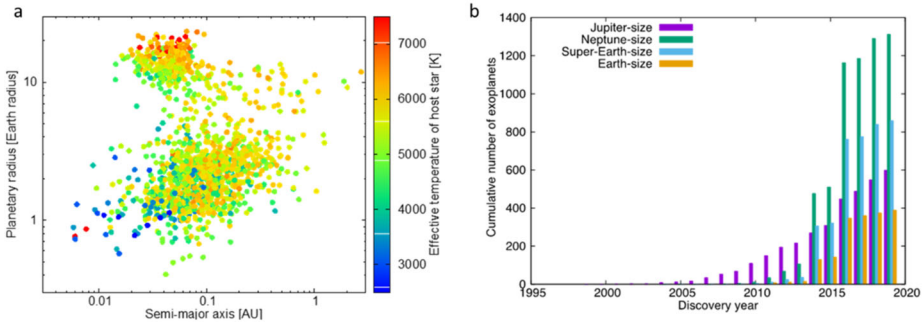 a
Planetary radius [Earth radius]
10
1
0.01
0.1
1
Semi-major axis [AU]
7000
6000
5000
4000
3000
Effective temperature of host star [K]
b
Cumulative number of exoplanets
1400
1200
1000
800
600
400
200
0
Jupiter-size
Neptune-size
Super-Earth-size
Earth-size
1995
2000
2005
2010
2015
2020
Discovery year